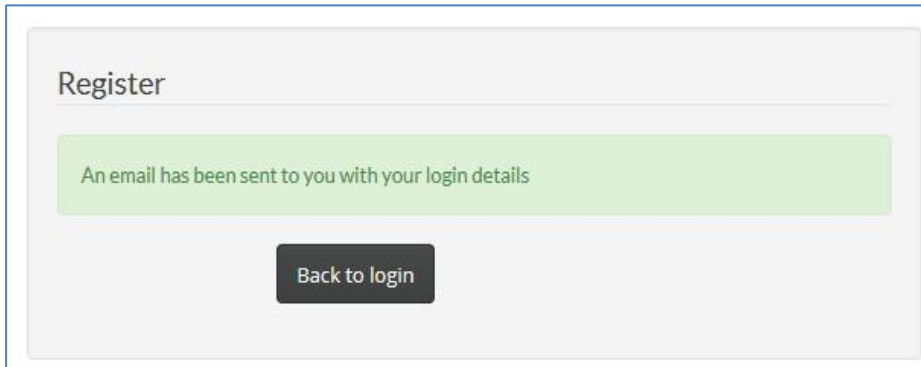 Register
An email has been sent to you with your login details
Back to login